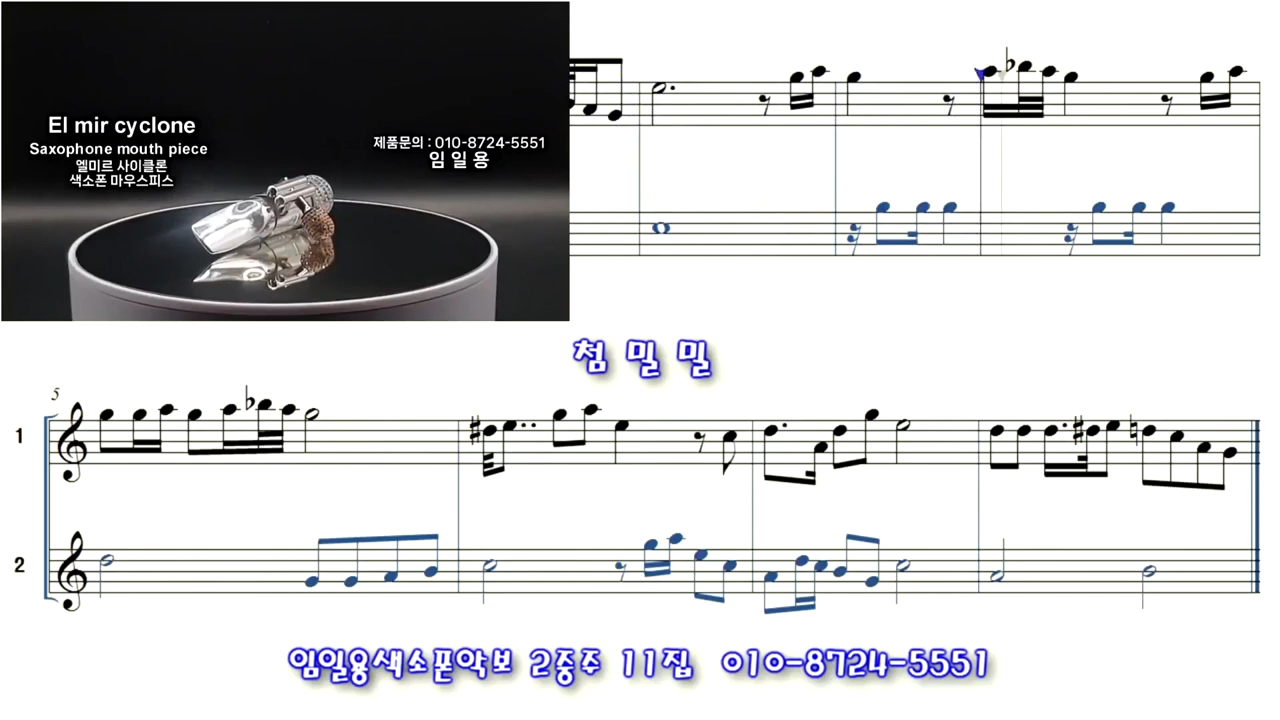 El mir cyclone
Saxophone mouth piece
엘미르 사이클론
색소폰 마우스피스
제품문의 : 010-8724-5551
임 일 용
첨 밀 밀
5
1
2
임일용색소폰악보 2중주 11집 010-8724-5551